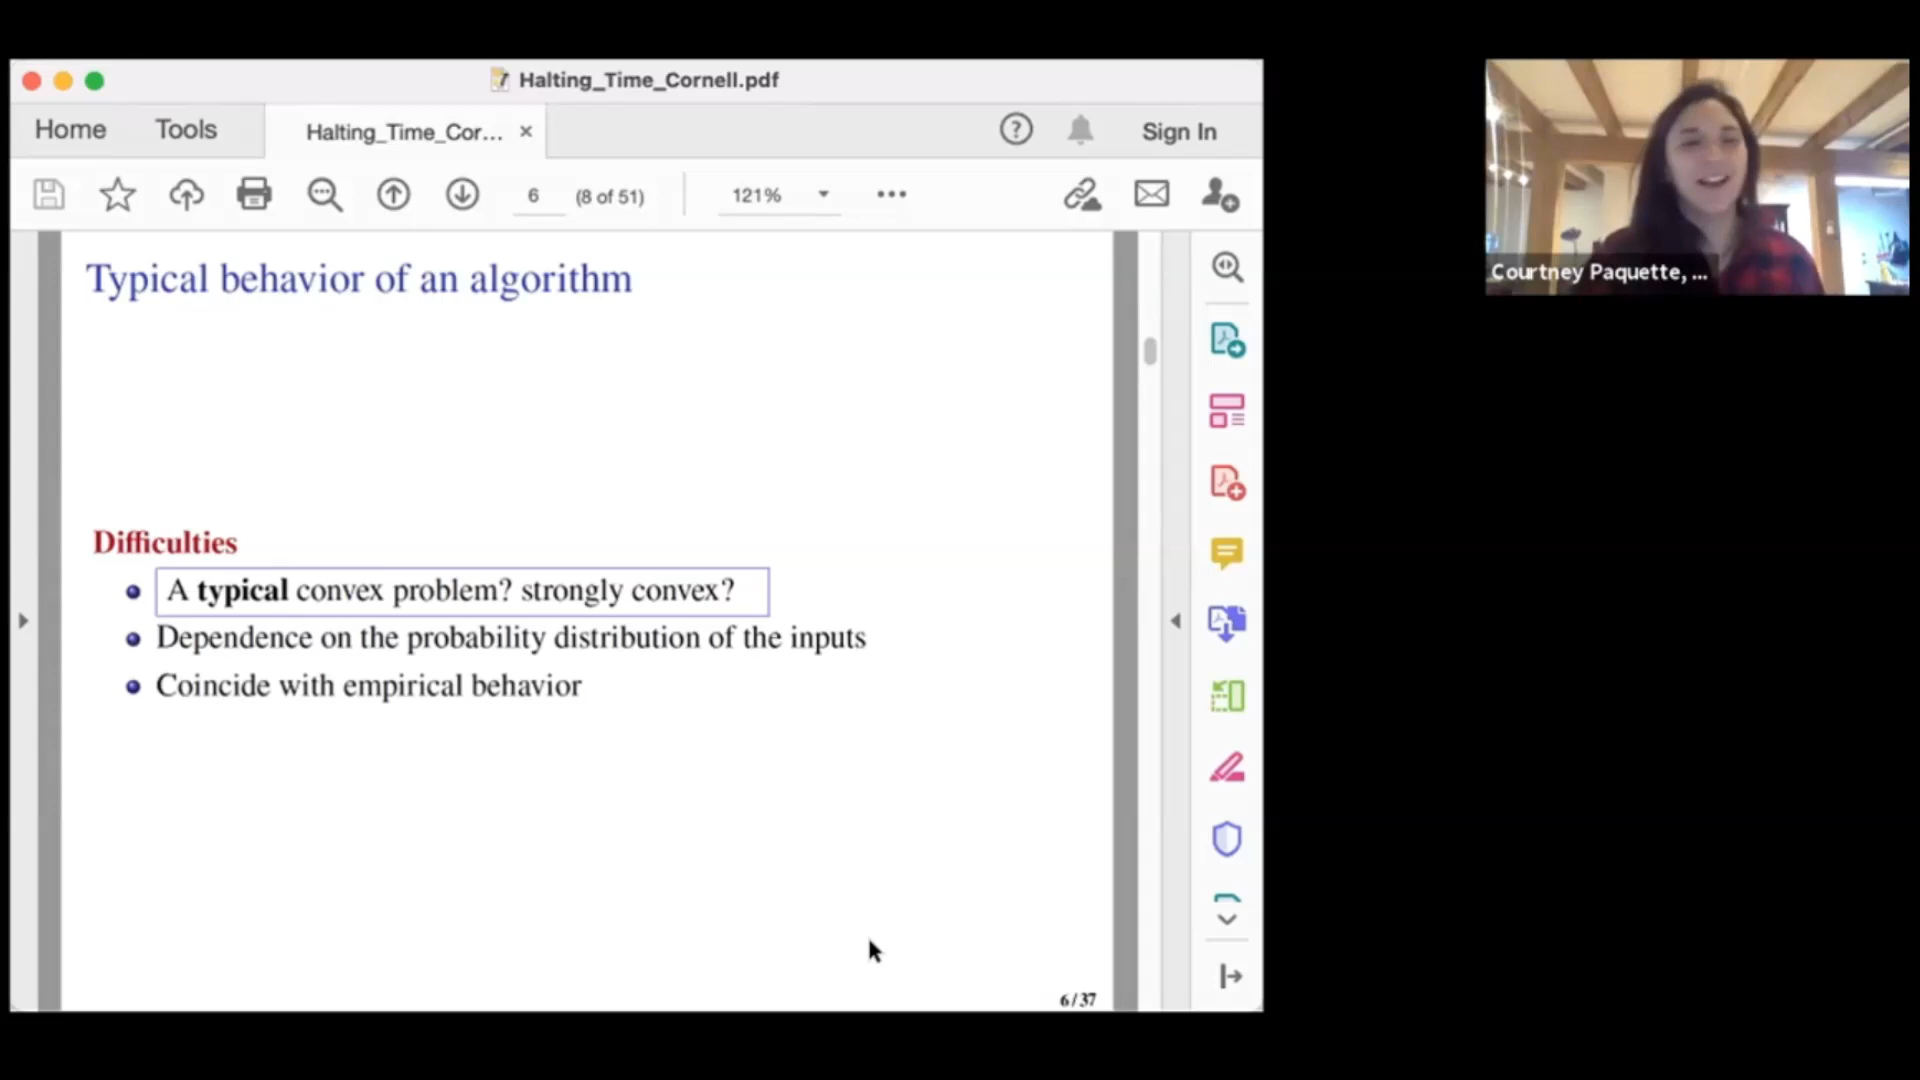 Halting_Time_Cornell.pdf
Home
Tools
Halting_Time_Cor...
Sign In
6
(8 of 51)
121%
Typical behavior of an algorithm
Difficulties
A typical convex problem? strongly convex?
Dependence on the probability distribution of the inputs
Coincide with empirical behavior
6/37
Courtney Paquette, ...